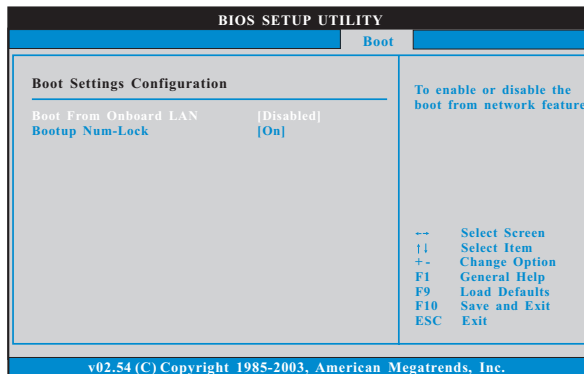 BIOS SETUP UTILITY
Boot
Boot Settings Configuration
Boot From Onboard LAN [Disabled]
Bootup Num-Lock [On]
To enable or disable the
boot from network feature
←→ Select Screen
↑↓ Select Item
+ - Change Option
F1 General Help
F9 Load Defaults
F10 Save and Exit
ESC Exit
v02.54 (C) Copyright 1985-2003, American Megatrends, Inc.